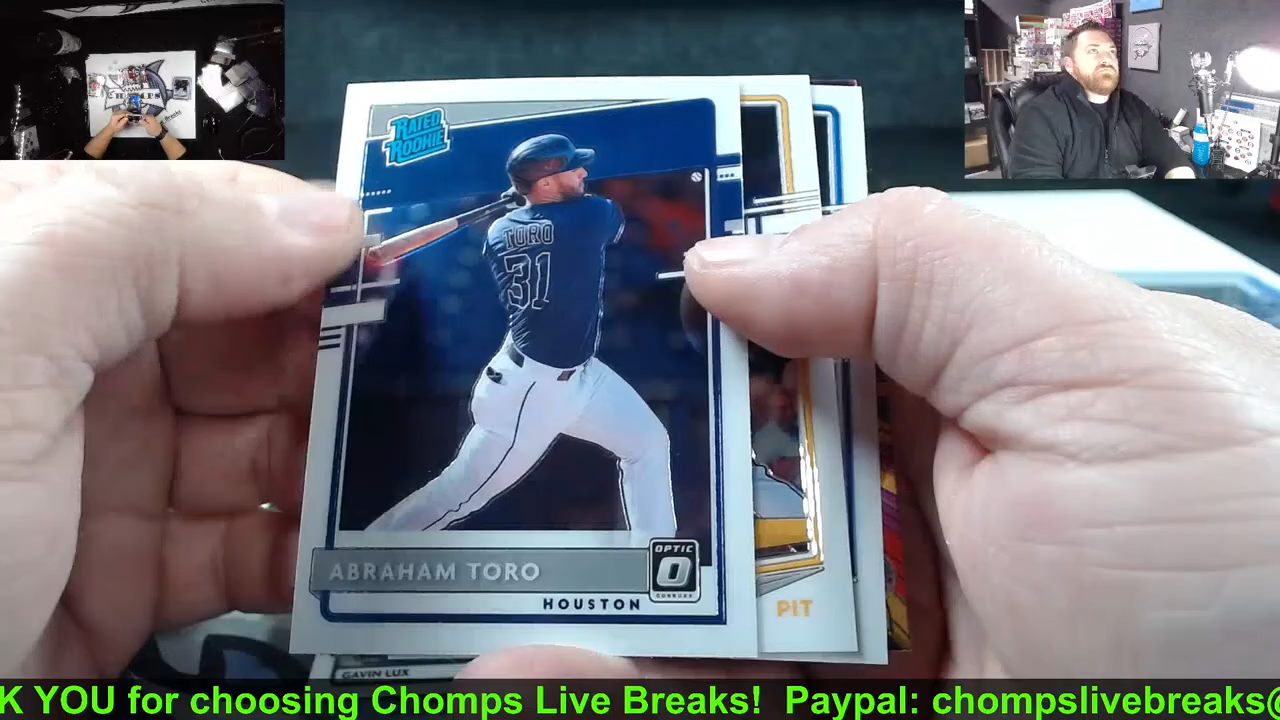 CHOMPS
RATED
ROOKIE
TORO
31
ABRAHAM TORO
OPTIC
O
DONRUSS
HOUSTON
PIT
GAVIN LUX
K YOU for choosing Chomps Live Breaks! Paypal: chompslivebreaks@